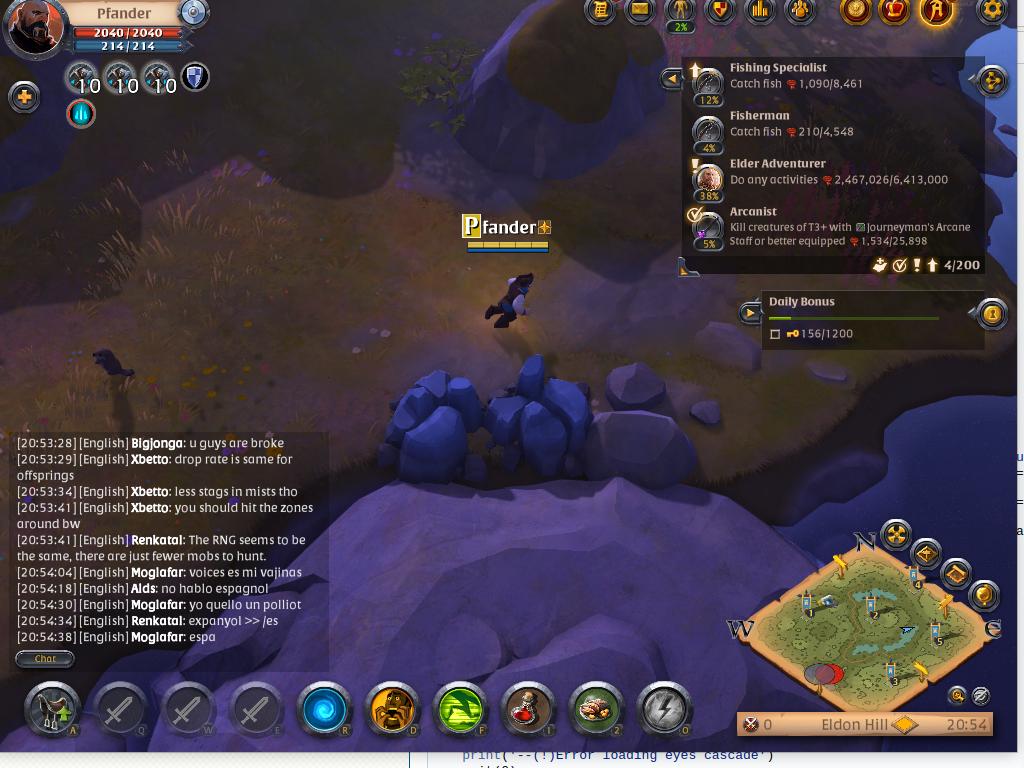 Pfander
2040/2040
214/214
10 10 10
2%
Fishing Specialist
Catch fish 1,090/8,461
12%
Fisherman
Catch fish 210/4,548
4%
Elder Adventurer
Do any activities 2,467,026/6,413,000
38%
Arcanist
Kill creatures of T3+ with Journeyman's Arcane
Staff or better equipped 1,534/25,898
5%
4/200
Daily Bonus
156/1200
Pfander
[20:53:28] [English] Bigjonga: u guys are broke
[20:53:29] [English] Xbetto: drop rate is same for
offsprings
[20:53:34] [English] Xbetto: less stags in mists tho
[20:53:41] [English] Xbetto: you should hit the zones
around bw
[20:53:41] [English] Renkatal: The RNG seems to be
the same, there are just fewer mobs to hunt.
[20:54:04] [English] Moglafar: voices es mi vajinas
[20:54:18] [English] Alds: no hablo espagnol
[20:54:30] [English] Moglafar: yo quello un polliot
[20:54:34] [English] Renkatal: expanyol >> /es
[20:54:38] [English] Moglafar: espa
Chat
N
W
E
1
2
3
4
5
A Q W E R D F 1 2 O
0 Eldon Hill 20:54
print('--(!)Error loading eyes cascade')